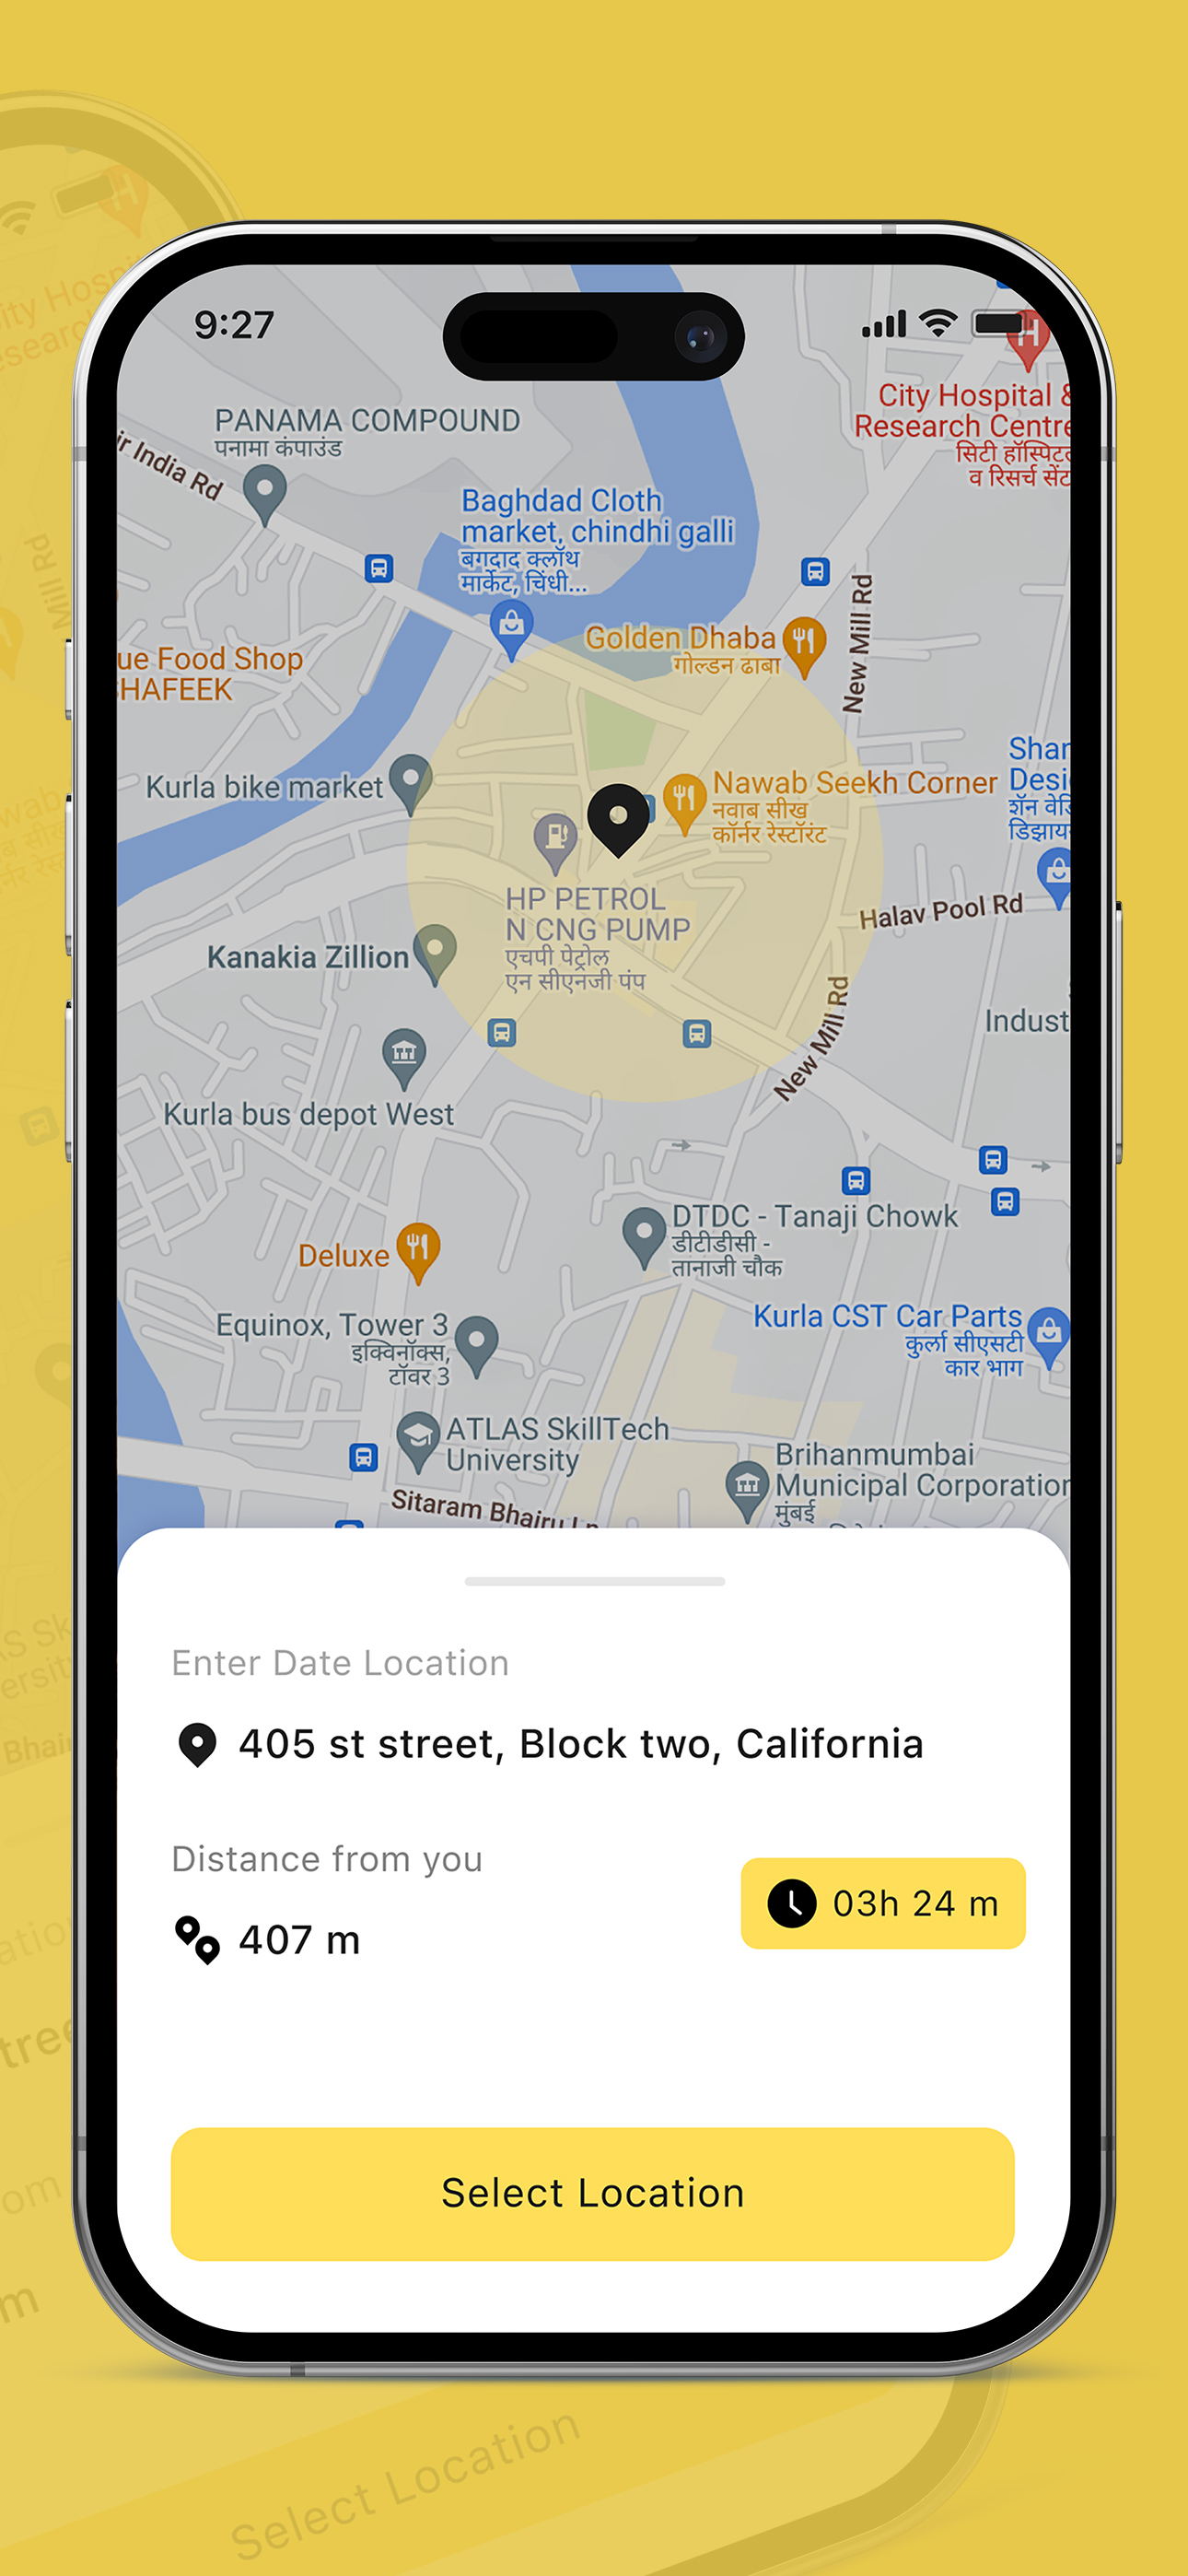 9:27
City Hospital &
Research Centre
सिटी हॉस्पिटल
व रिसर्च सेंट
PANAMA COMPOUND
पनामा कंपाउंड
ir India Rd
Baghdad Cloth
market, chindhi galli
बगदाद क्लॉथ
मार्केट, चिंधी...
Golden Dhaba
गोल्डन ढाबा
New Mill Rd
ue Food Shop
SHAFEEK
Kurla bike market
Nawab Seekh Corner
नवाब सीख
कॉर्नर रेस्टॉरंट
Shar
Desi
शॅन वेडि
डिझाय
HP PETROL
N CNG PUMP
एचपी पेट्रोल
एन सीएनजी पंप
Halav Pool Rd
Kanakia Zillion
New Mill Rd
Indust
Kurla bus depot West
DTDC - Tanaji Chowk
डीटीडीसी -
तानाजी चौक
Deluxe
Equinox, Tower 3
इक्विनॉक्स,
टॉवर 3
Kurla CST Car Parts
कुर्ला सीएसटी
कार भाग
ATLAS SkillTech
University
Brihanmumbai
Municipal Corporation
मुंबई
Sitaram Bhairu Ln
Enter Date Location
405 st street, Block two, California
Distance from you
407 m
03h 24 m
Select Location
Select Location